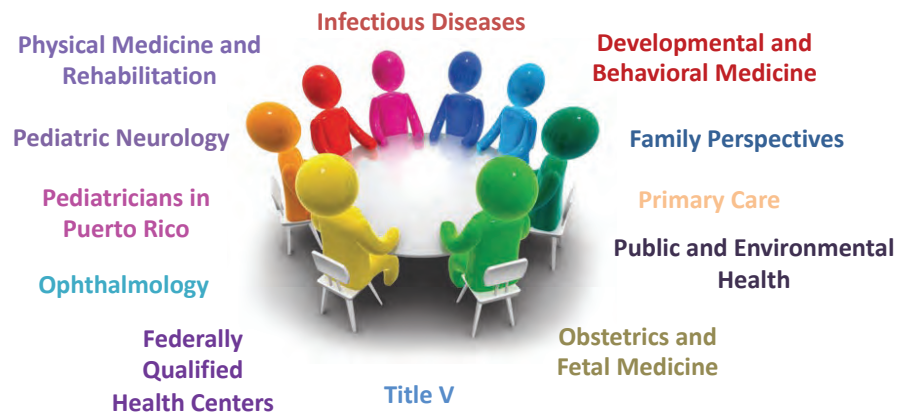 Infectious Diseases
Physical Medicine and
Rehabilitation
Developmental and
Behavioral Medicine
Pediatric Neurology
Family Perspectives
Pediatricians in
Puerto Rico
Primary Care
Public and Environmental
Health
Ophthalmology
Federally
Qualified
Health Centers
Obstetrics and
Fetal Medicine
Title V